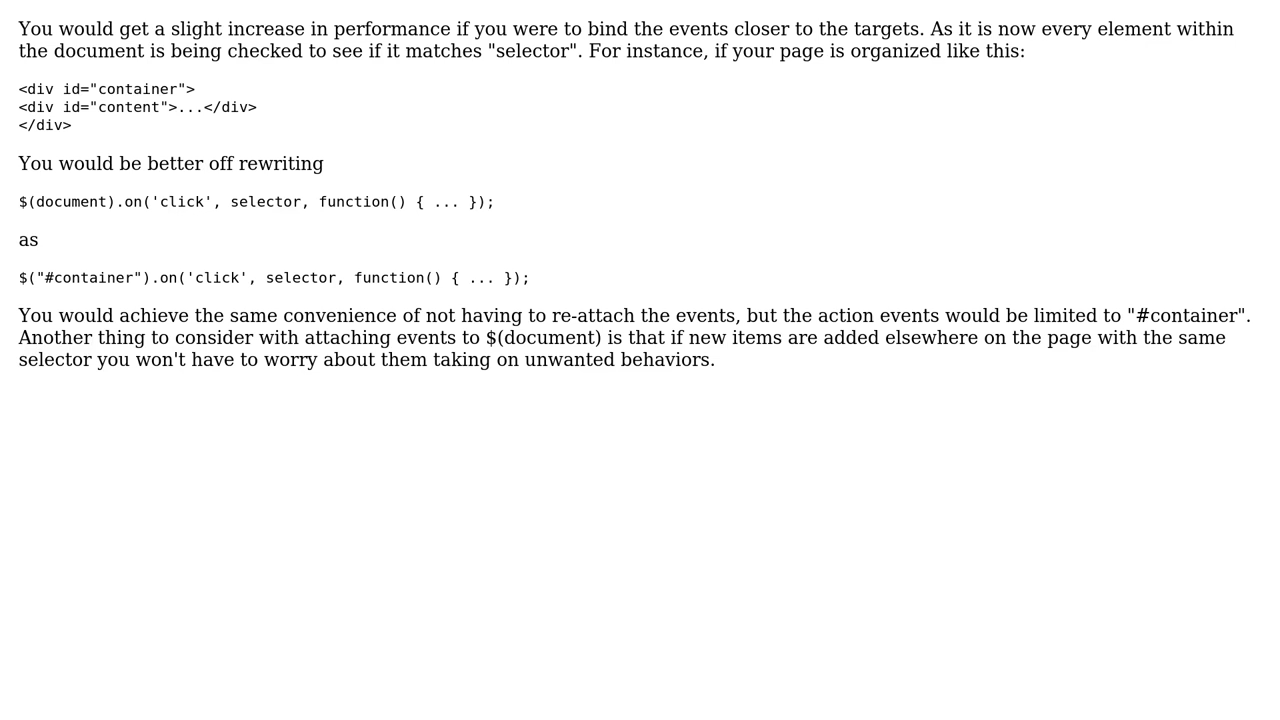 You would get a slight increase in performance if you were to bind the events closer to the targets. As it is now every element within
the document is being checked to see if it matches "selector". For instance, if your page is organized like this:
<div id="container">
<div id="content">...</div>
</div>
You would be better off rewriting
$(document).on('click', selector, function() { ... });
as
$("#container").on('click', selector, function() { ... });
You would achieve the same convenience of not having to re-attach the events, but the action events would be limited to "#container".
Another thing to consider with attaching events to $(document) is that if new items are added elsewhere on the page with the same
selector you won't have to worry about them taking on unwanted behaviors.